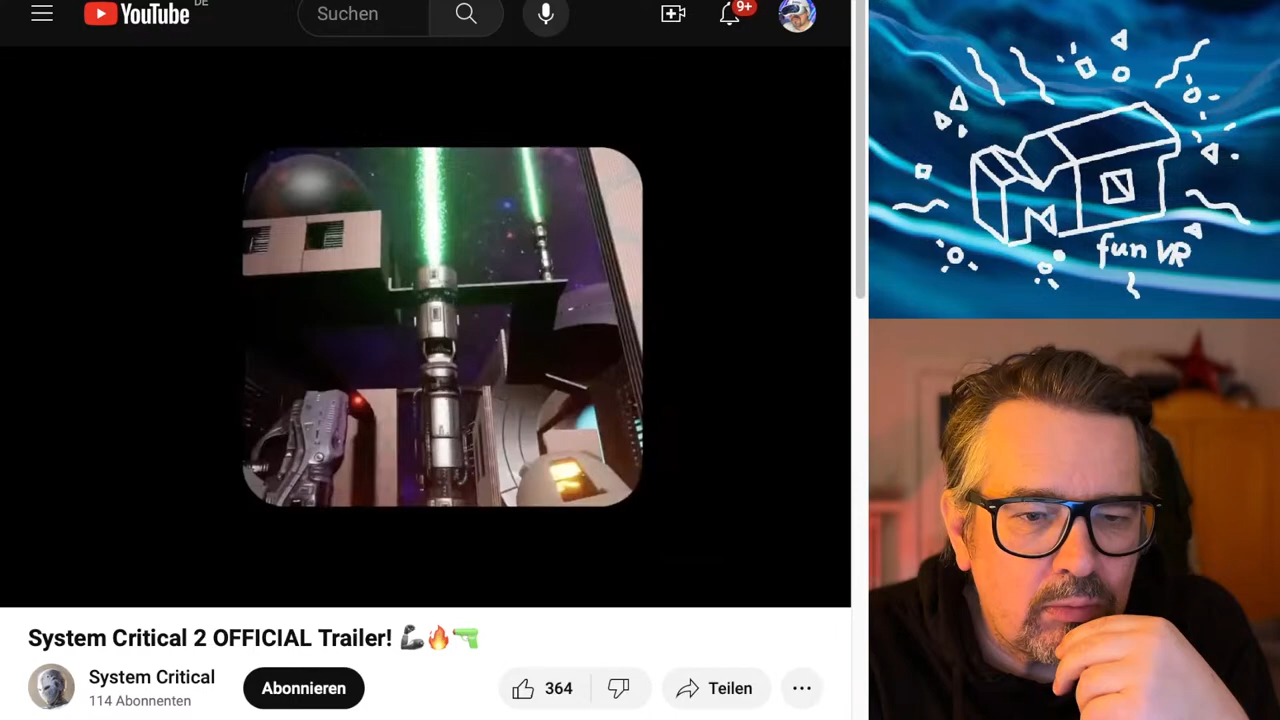 YouTube DE
Suchen
9+
fun VR
System Critical 2 OFFICIAL Trailer! 🦾🔥🔫
System Critical
114 Abonnenten
Abonnieren
364
Teilen